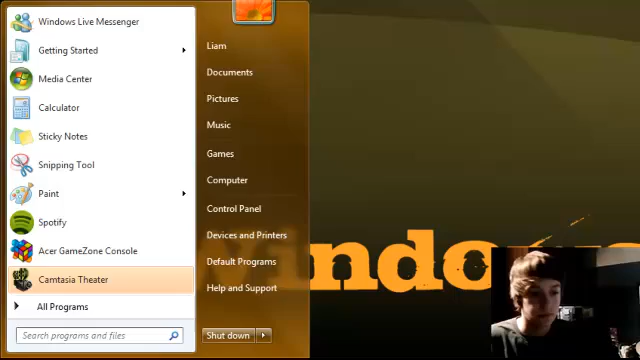 Windows Live Messenger
Getting Started
Media Center
Calculator
Sticky Notes
Snipping Tool
Paint
Spotify
Acer GameZone Console
Camtasia Theater
All Programs
Search programs and files
Liam
Documents
Pictures
Music
Games
Computer
Control Panel
Devices and Printers
Default Programs
Help and Support
Shut down
Windows